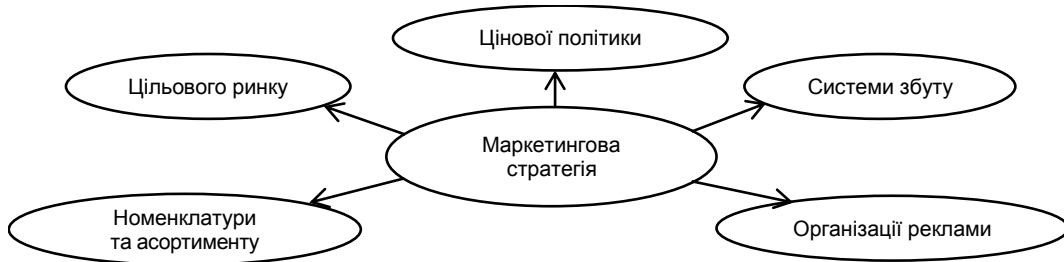 Цінової політики
Цільового ринку
Системи збуту
Маркетингова
стратегія
Номенклатури
та асортименту
Організації реклами